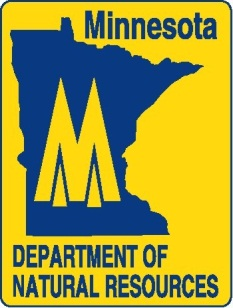 Minnesota
M
DEPARTMENT OF
NATURAL RESOURCES